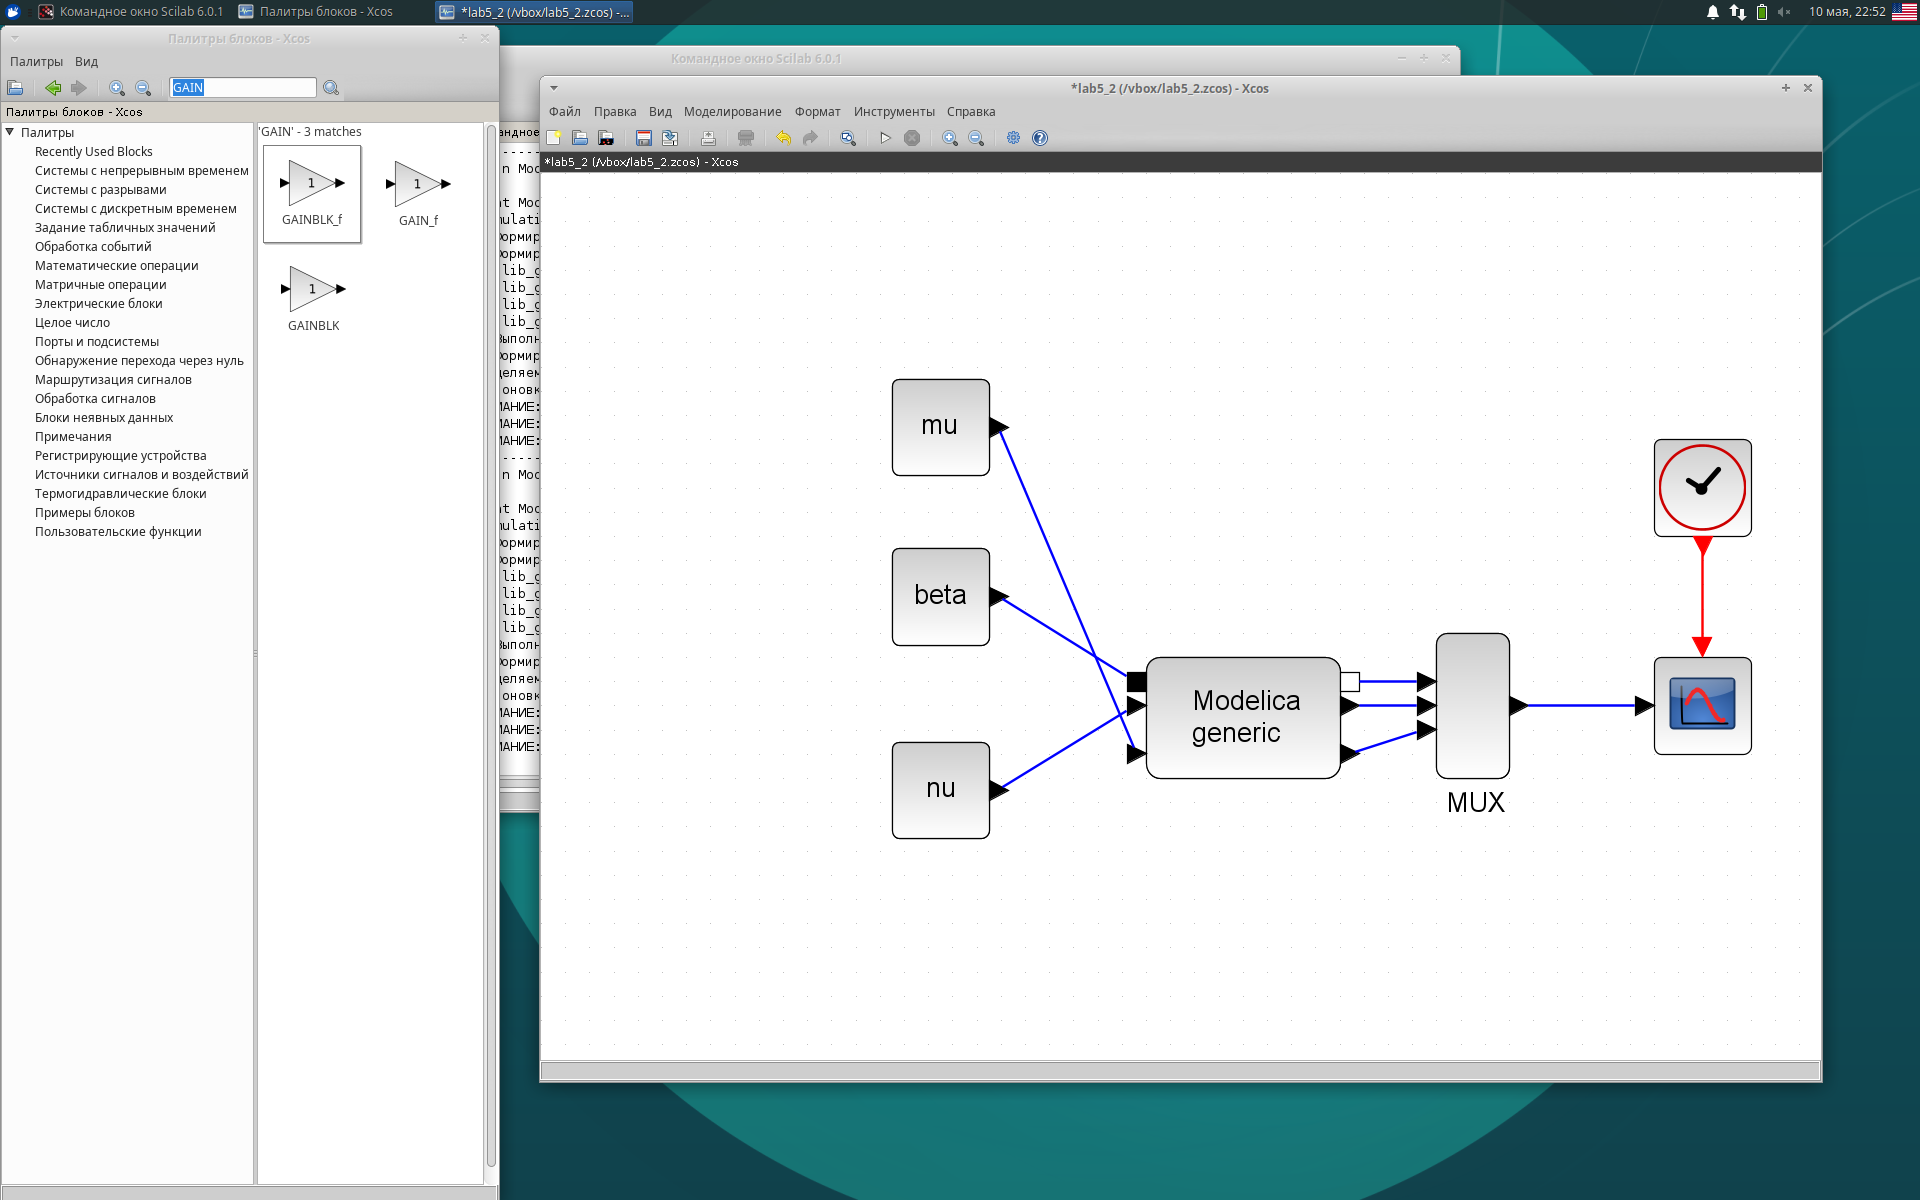 Командное окно Scilab 6.0.1
Палитры блоков - Xcos
*lab5_2 (/vbox/lab5_2.zcos) -...
10 мая, 22:52
Палитры блоков - Xcos
Палитры Вид
GAIN
Палитры блоков - Xcos
Палитры
Recently Used Blocks
Системы с непрерывным временем
Системы с разрывами
Системы с дискретным временем
Задание табличных значений
Обработка событий
Математические операции
Матричные операции
Электрические блоки
Целое число
Порты и подсистемы
Обнаружение перехода через нуль
Маршрутизация сигналов
Обработка сигналов
Блоки неявных данных
Примечания
Регистрирующие устройства
Источники сигналов и воздействий
Термогидравлические блоки
Примеры блоков
Пользовательские функции
'GAIN' - 3 matches
1
GAINBLK_f
1
GAIN_f
1
GAINBLK
Командное окно Scilab 6.0.1
*lab5_2 (/vbox/lab5_2.zcos) - Xcos
Файл Правка Вид Моделирование Формат Инструменты Справка
*lab5_2 (/vbox/lab5_2.zcos) - Xcos
mu
beta
nu
Modelica
generic
MUX